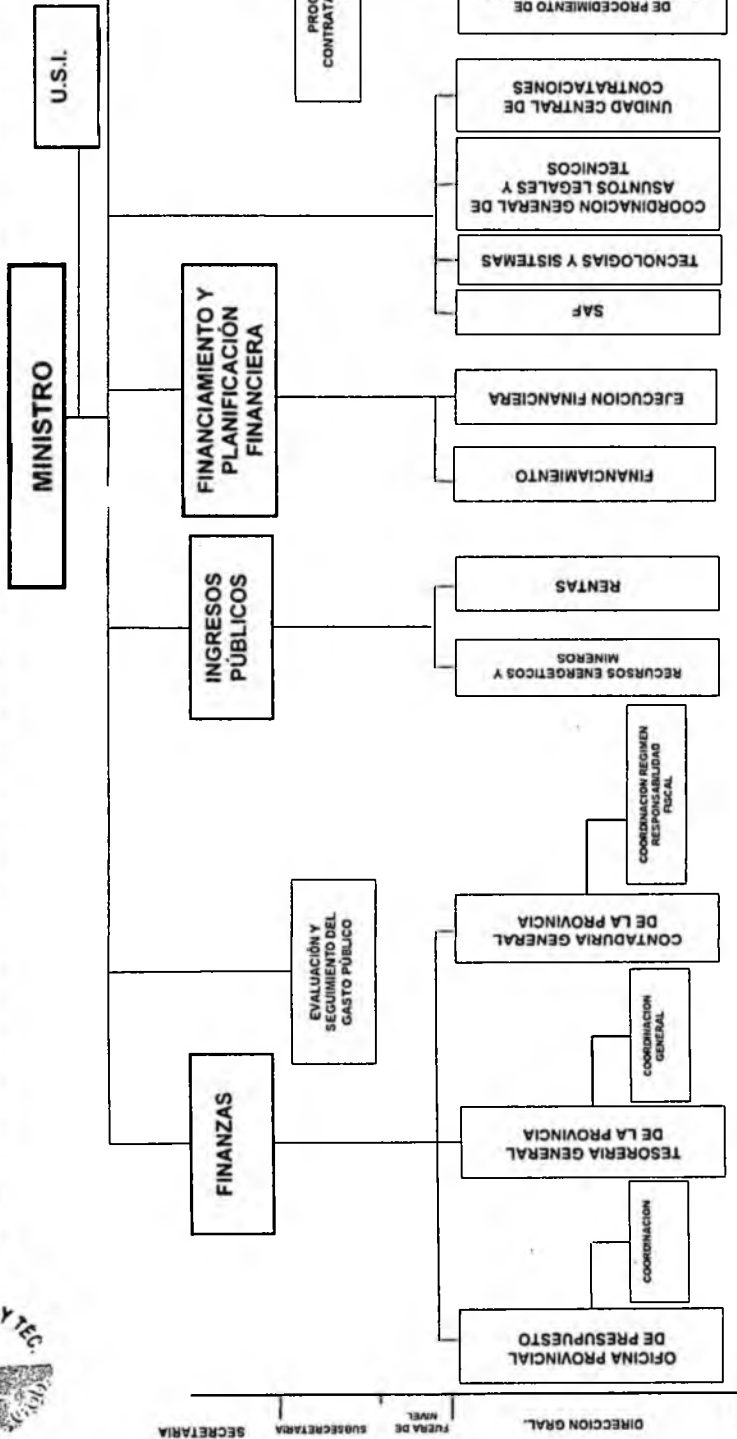 MINISTRO
U.S.I.
FINANZAS
INGRESOS
PÚBLICOS
FINANCIAMIENTO Y
PLANIFICACIÓN
FINANCIERA
EVALUACIÓN Y
SEGUIMIENTO DEL
GASTO PÚBLICO
OFICINA PROVINCIAL
DE PRESUPUESTO
COORDINACION
TESORERIA GENERAL
DE LA PROVINCIA
COORDINACION
GENERAL
CONTADURIA GENERAL
DE LA PROVINCIA
COORDINACION REGIMEN
RESPONSABILIDAD
FISCAL
RECURSOS ENERGETICOS Y
MINEROS
RENTAS
FINANCIAMIENTO
EJECUCION FINANCIERA
SAF
TECNOLOGIAS Y SISTEMAS
COORDINACION GENERAL DE
ASUNTOS LEGALES Y
TECNICOS
UNIDAD CENTRAL DE
CONTRATACIONES
PROC
CONTRATA
DE PROCEDIMIENTO DE
SECRETARIA
SUBSECRETARIA
FUERA DE
NIVEL
DIRECCION GRAL.
Y TEC.